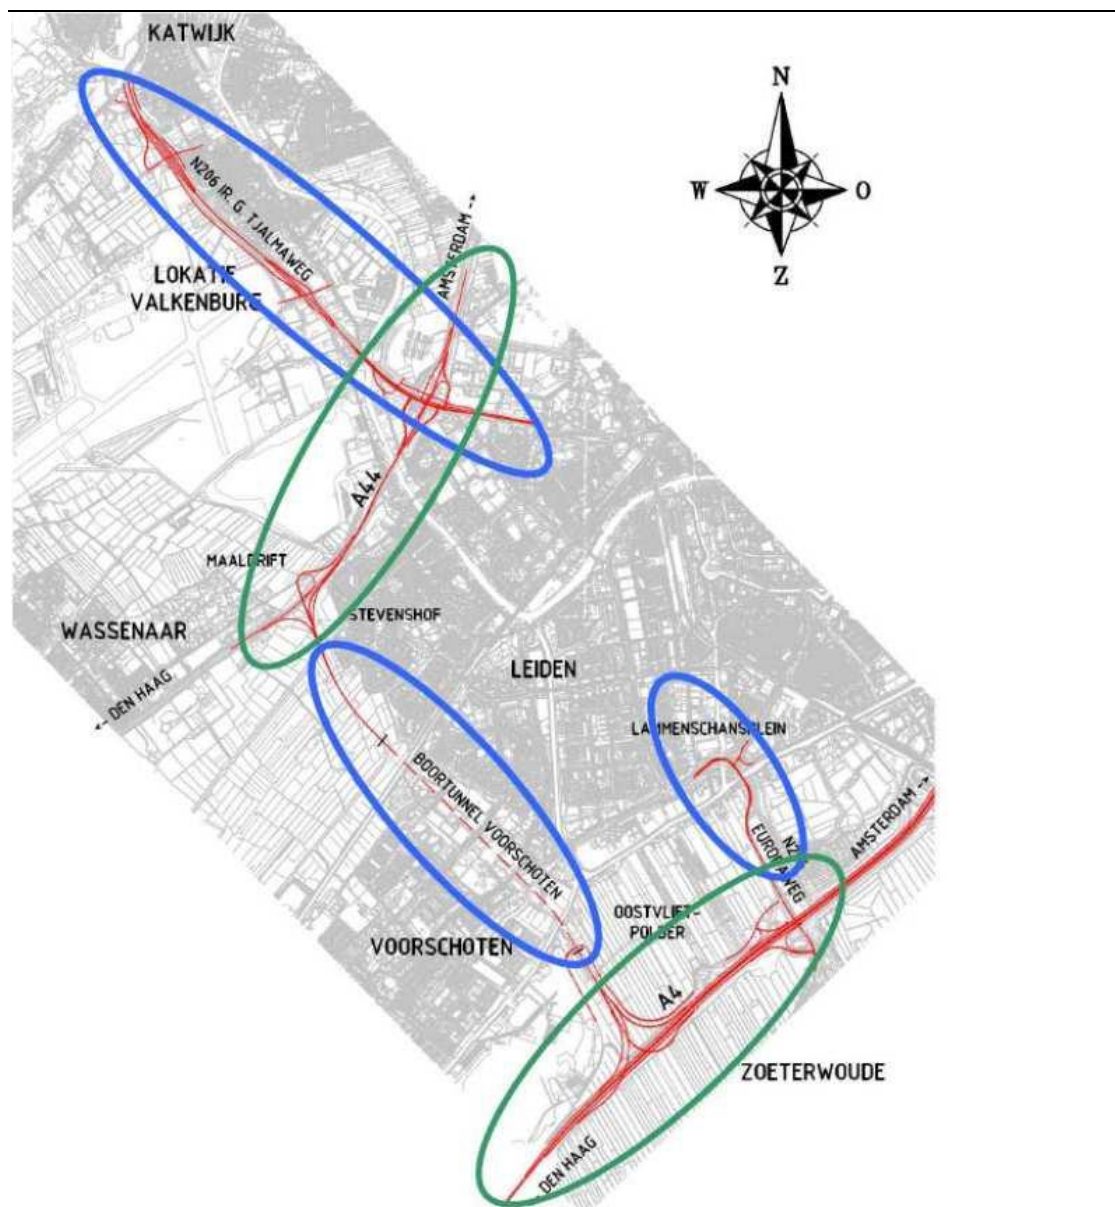 KATWIJK
N
W
O
Z
N206 IR. G. TJALMAWEG
AMSTERDAM →
LOKATIE
VALKENBURG
A44
MAALDRIFT
STEVENSHOF
WASSENAAR
LEIDEN
← DEN HAAG
LAMMENSCHANSPLEIN
BOORTUNNEL VOORSCHOTEN
AMSTERDAM →
EUROPAWEG
OOSTVLIET-
POLDER
VOORSCHOTEN
A4
ZOETERWOUDE
DEN HAAG